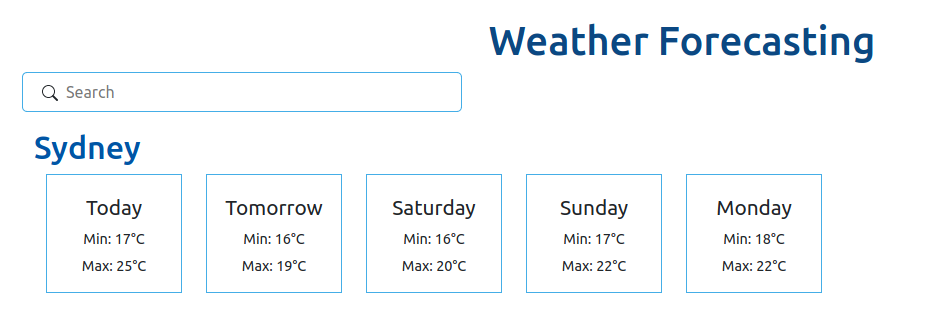 Weather Forecasting
Search
Sydney
Today
Min: 17°C
Max: 25°C
Tomorrow
Min: 16°C
Max: 19°C
Saturday
Min: 16°C
Max: 20°C
Sunday
Min: 17°C
Max: 22°C
Monday
Min: 18°C
Max: 22°C